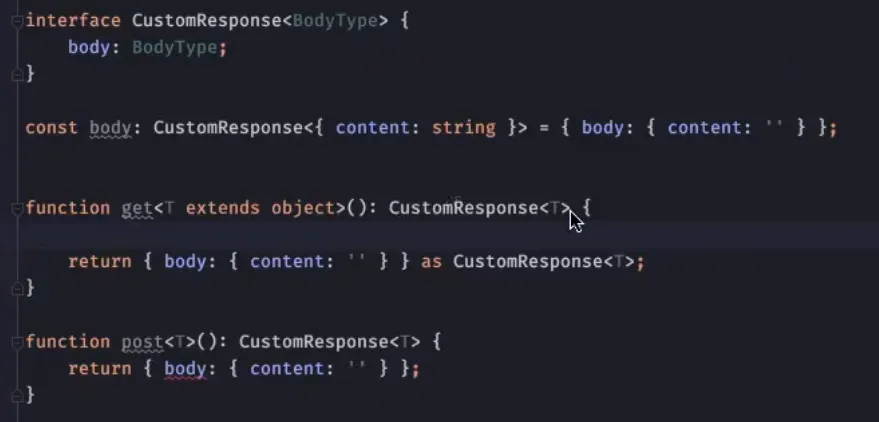 interface CustomResponse<BodyType> {
body: BodyType;
}
const body: CustomResponse<{ content: string }> = { body: { content: '' } };
function get<T extends object>(): CustomResponse<T> {
return { body: { content: '' } } as CustomResponse<T>;
}
function post<T>(): CustomResponse<T> {
return { body: { content: '' } };
}